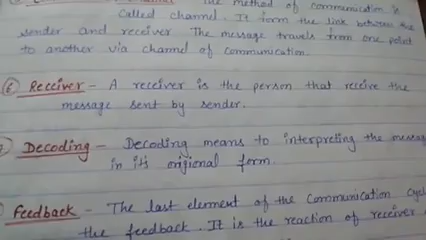 The method of communication is
called channel. It form the link between the
sender and receiver The message travels from one point
to another via channel of communication.
⑥ Receiver - A receiver is the person that receive the
message sent by sender.
Decoding - Decoding means to interpreting the message
in its origional form.
Feedback - The last element of the Communication Cycle
the feedback. It is the reaction of receiver